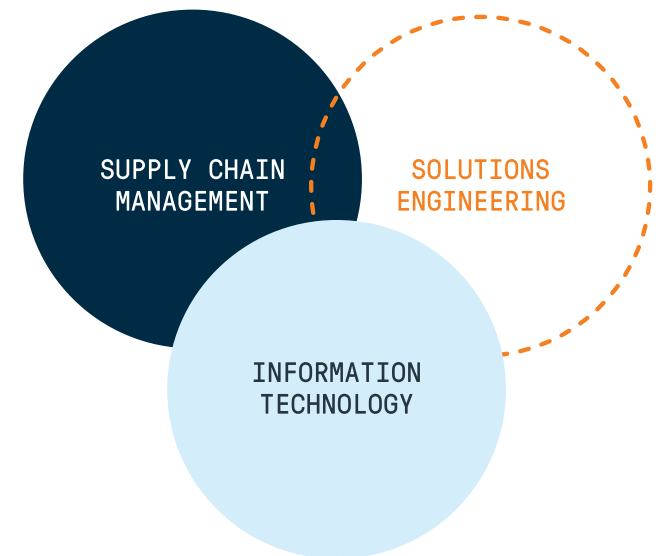 SUPPLY CHAIN
MANAGEMENT
SOLUTIONS
ENGINEERING
INFORMATION
TECHNOLOGY